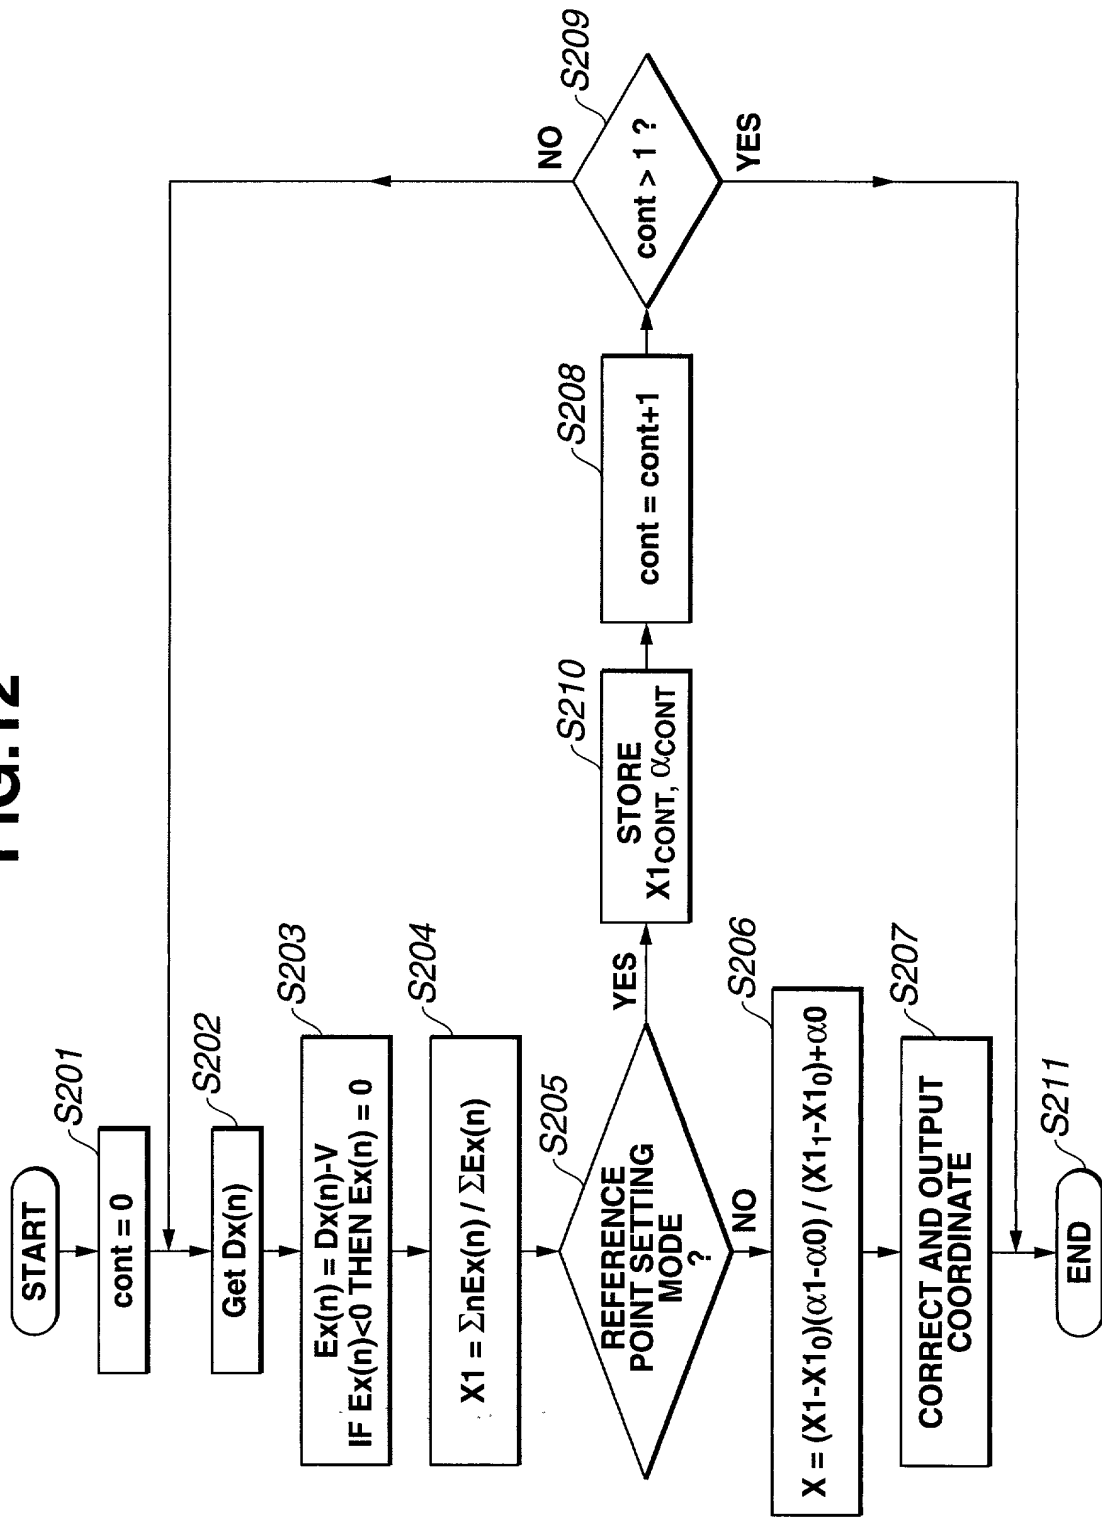 FIG.12
START
S201
cont = 0
S202
Get Dx(n)
S203
Ex(n) = Dx(n)-V
IF Ex(n)<0 THEN Ex(n) = 0
S204
X1 = ΣnEx(n) / ΣEx(n)
S205
REFERENCE
POINT SETTING
MODE
?
YES
NO
S206
X = (X1-X10)(α1-α0) / (X11-X10)+α0
S207
CORRECT AND OUTPUT
COORDINATE
S211
END
S210
STORE
X1CONT, αCONT
S208
cont = cont+1
S209
cont > 1 ?
NO
YES